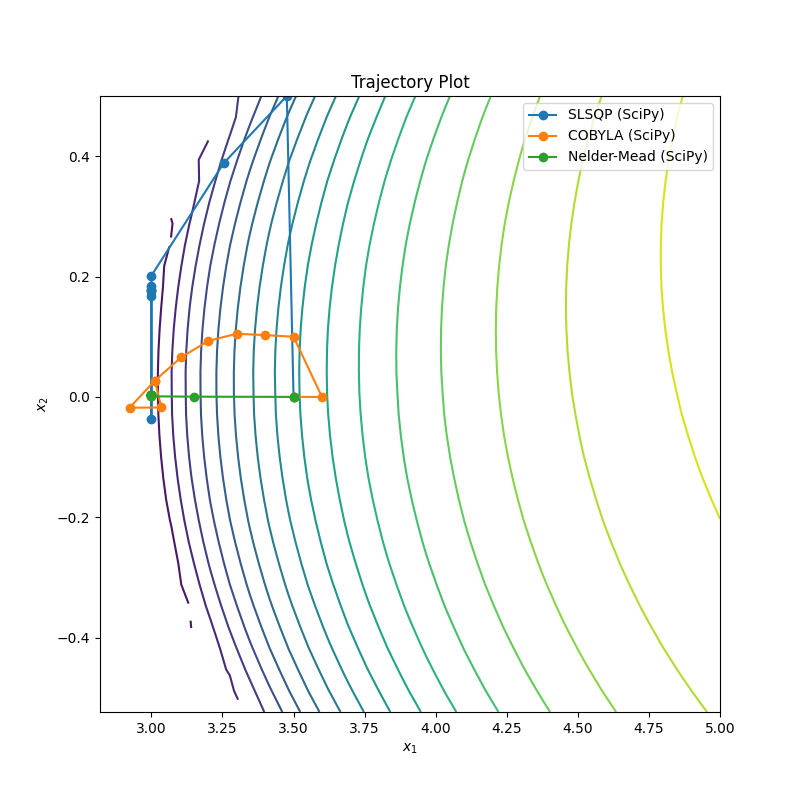 Trajectory Plot
SLSQP (SciPy)
COBYLA (SciPy)
Nelder-Mead (SciPy)
0.4
0.2
0.0
−0.2
−0.4
x₂
3.00 3.25 3.50 3.75 4.00 4.25 4.50 4.75 5.00
x₁